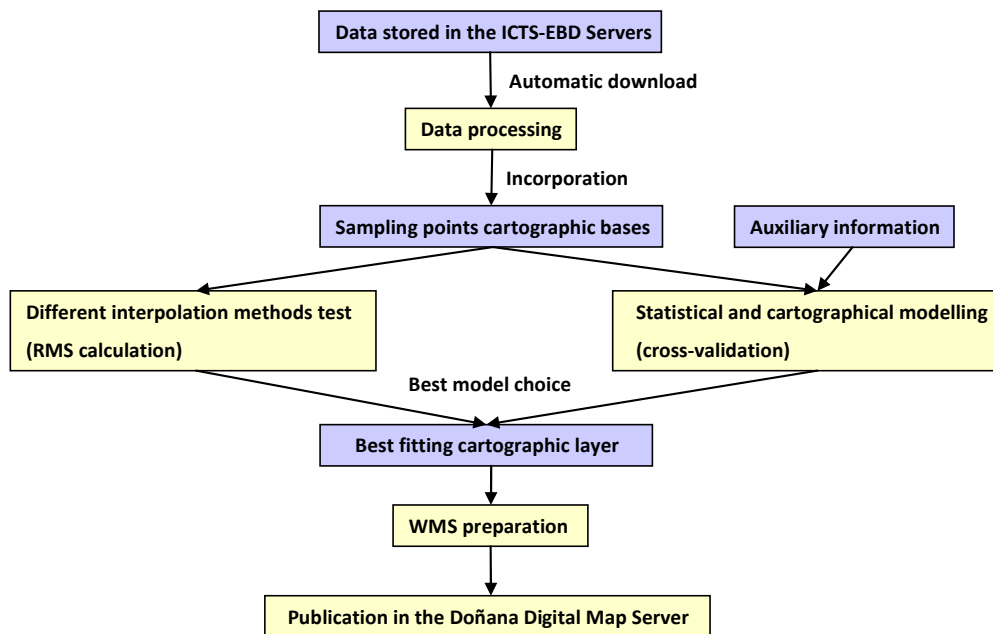 Data stored in the ICTS-EBD Servers
Automatic download
Data processing
Incorporation
Sampling points cartographic bases
Auxiliary information
Different interpolation methods test
(RMS calculation)
Statistical and cartographical modelling
(cross-validation)
Best model choice
Best fitting cartographic layer
WMS preparation
Publication in the Doñana Digital Map Server